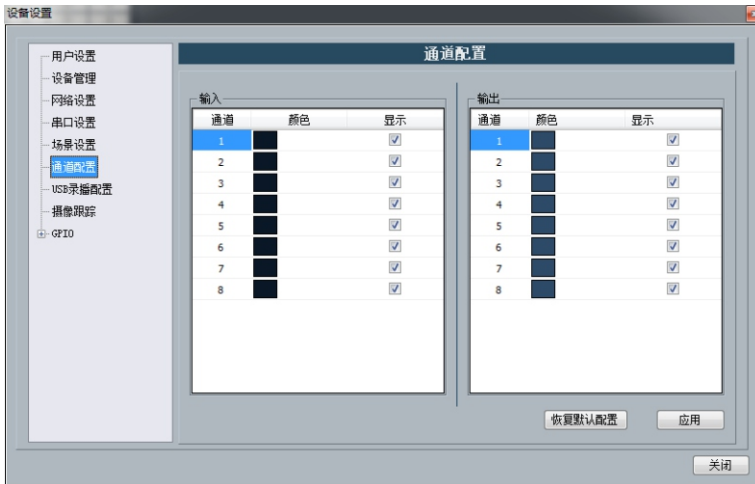 设备设置
用户设置
设备管理
网络设置
串口设置
场景设置
通道配置
USB录播配置
摄像跟踪
GPIO
通道配置
输入
通道 颜色 显示
1
2
3
4
5
6
7
8
输出
通道 颜色 显示
1
2
3
4
5
6
7
8
恢复默认配置 应用
关闭